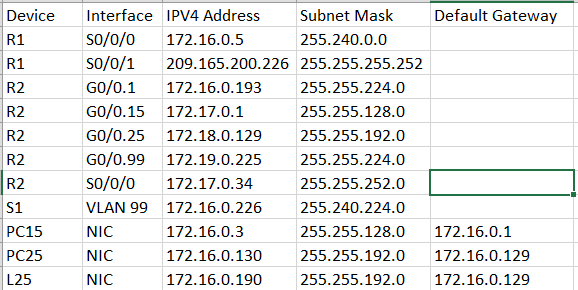 Device Interface IPV4 Address Subnet Mask Default Gateway
R1 S0/0/0 172.16.0.5 255.240.0.0
R1 S0/0/1 209.165.200.226 255.255.255.252
R2 G0/0.1 172.16.0.193 255.255.224.0
R2 G0/0.15 172.17.0.1 255.255.128.0
R2 G0/0.25 172.18.0.129 255.255.192.0
R2 G0/0.99 172.19.0.225 255.255.224.0
R2 S0/0/0 172.17.0.34 255.255.252.0
S1 VLAN 99 172.16.0.226 255.240.224.0
PC15 NIC 172.16.0.3 255.255.128.0 172.16.0.1
PC25 NIC 172.16.0.130 255.255.192.0 172.16.0.129
L25 NIC 172.16.0.190 255.255.192.0 172.16.0.129